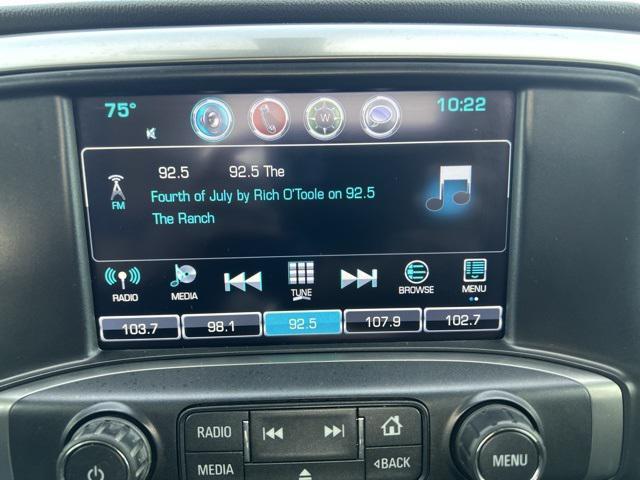 75°
10:22
W
92.5 92.5 The
FM
Fourth of July by Rich O'Toole on 92.5
The Ranch
RADIO MEDIA TUNE BROWSE MENU
103.7 98.1 92.5 107.9 102.7
RADIO
MEDIA
◁BACK
MENU